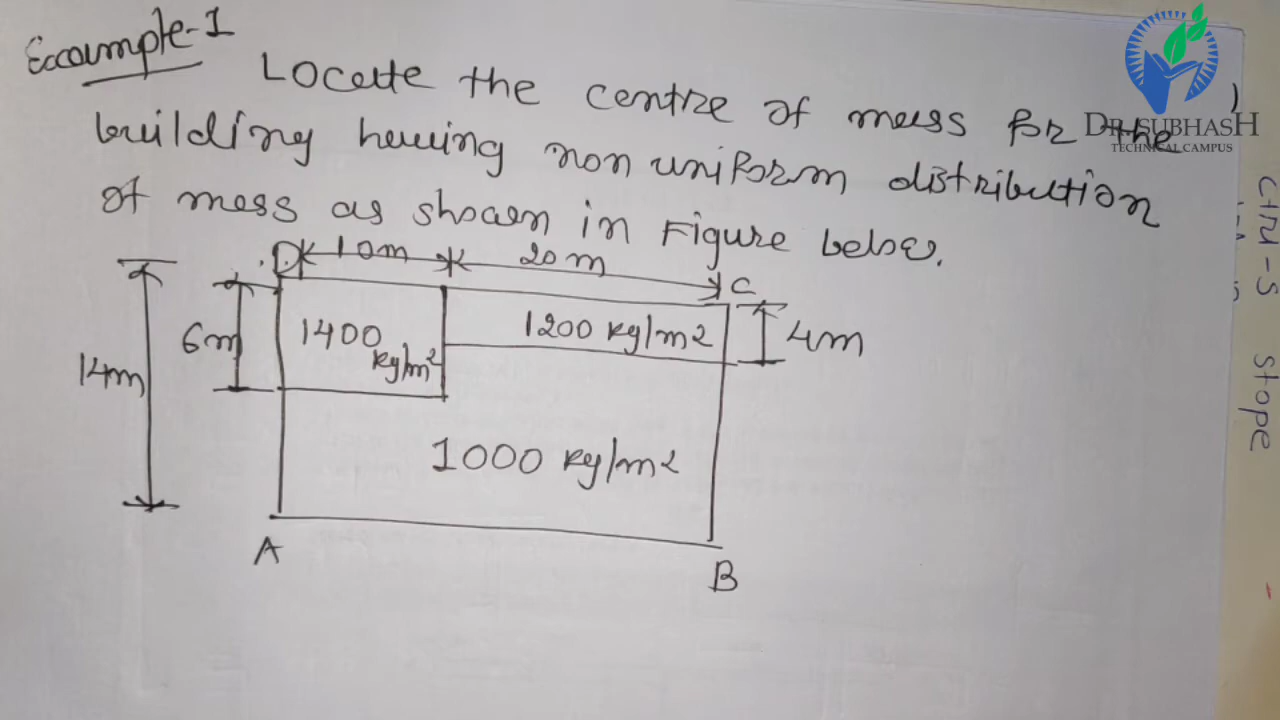 Example-1
Locate the centre of mass for the
building having non uniform distribution
of mass as shown in Figure below.
D 10m 20m C
6m 1400 kg/m² 1200 kg/m² 4m
14m
1000 kg/m²
A
B
DR. SUBHASH
TECHNICAL CAMPUS
Stope